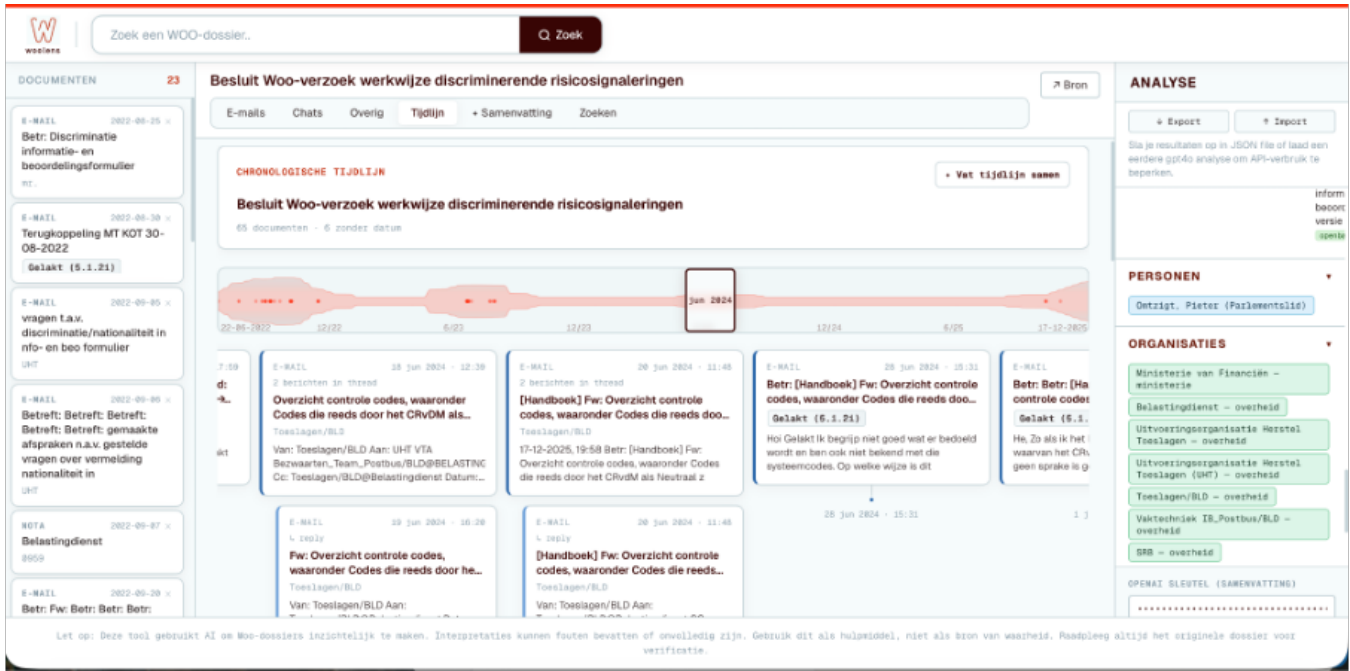 woolens
Zoek een WOO-dossier..
Zoek
DOCUMENTEN 23
E-MAIL 2022-08-25 ×
Betr: Discriminatie
informatie- en
beoordelingsformulier
mr.
E-MAIL 2022-08-30 ×
Terugkoppeling MT KOT 30-
08-2022
Gelakt (5.1.2i)
E-MAIL 2022-09-05 ×
vragen t.a.v.
discriminatie/nationaliteit in
nfo- en beo formulier
UHT
E-MAIL 2022-09-06 ×
Betreft: Betreft: Betreft:
Betreft: Betreft: gemaakte
afspraken n.a.v. gestelde
vragen over vermelding
nationaliteit in
UHT
NOTA 2022-09-07 ×
Belastingdienst
0959
E-MAIL 2022-09-20 ×
Betr: Fw: Betr: Betr: Betr:
Besluit Woo-verzoek werkwijze discriminerende risicosignaleringen
↗ Bron
E-mails Chats Overig Tijdlijn + Samenvatting Zoeken
CHRONOLOGISCHE TIJDLIJN
+ Vat tijdlijn samen
Besluit Woo-verzoek werkwijze discriminerende risicosignaleringen
65 documenten · 6 zonder datum
jun 2024
22-06-2022 12/22 6/23 12/23 12/24 6/25 17-12-2025
7:59
d:
E-MAIL 18 jun 2024 · 12:30
2 berichten in thread
Overzicht controle codes, waaronder
Codes die reeds door het CRvDM als...
Toeslagen/BLD
Van: Toeslagen/BLD Aan: UHT VTA
Bezwaarten_Team_Postbus/BLD@BELASTING
Cc: Toeslagen/BLD@Belastingdienst Datum:...
E-MAIL 19 jun 2024 · 16:20
↳ reply
Fw: Overzicht controle codes,
waaronder Codes die reeds door he...
Toeslagen/BLD
Van: Toeslagen/BLD Aan:
E-MAIL 20 jun 2024 · 11:48
2 berichten in thread
[Handboek] Fw: Overzicht controle
codes, waaronder Codes die reeds doo...
Toeslagen/BLD
17-12-2025, 19:58 Betr: [Handboek] Fw:
Overzicht controle codes, waaronder Codes
die reeds door het CRvDM als Neutraal z
E-MAIL 20 jun 2024 · 11:48
↳ reply
[Handboek] Fw: Overzicht controle
codes, waaronder Codes die reeds...
Toeslagen/BLD
Van: Toeslagen/BLD Aan:
E-MAIL 28 jun 2024 · 15:31
Betr: [Handboek] Fw: Overzicht controle
codes, waaronder Codes die reeds doo...
Gelakt (5.1.2i)
Hoi Gelakt Ik begrijp niet goed wat er bedoeld
wordt en ben ook niet bekend met die
systeemcodes. Op welke wijze is dit
28 jun 2024 · 15:31
E-MAIL
Betr: Betr: [Ha
codes, waaron
Gelakt (5.1.
He, Zo als ik het
waarvan het CRv
geen sprake is g
1 j
ANALYSE
↓ Export ↑ Import
Sla je resultaten op in JSON file of laad een
eerdere gpt4o analyse om API-verbruik te
beperken.
inform
beoord
versie
openba
PERSONEN ▾
Omtzigt, Pieter (Parlementslid)
ORGANISATIES ▾
Ministerie van Financiën —
ministerie
Belastingdienst — overheid
Uitvoeringsorganisatie Herstel
Toeslagen — overheid
Uitvoeringsorganisatie Herstel
Toeslagen (UHT) — overheid
Toeslagen/BLD — overheid
Vaktechniek IB_Postbus/BLD —
overheid
SRB — overheid
OPENAI SLEUTEL (SAMENVATTING)
Let op: Deze tool gebruikt AI om Woo-dossiers inzichtelijk te maken. Interpretaties kunnen fouten bevatten of onvolledig zijn. Gebruik dit als hulpmiddel, niet als bron van waarheid. Raadpleeg altijd het originele dossier voor
verificatie.